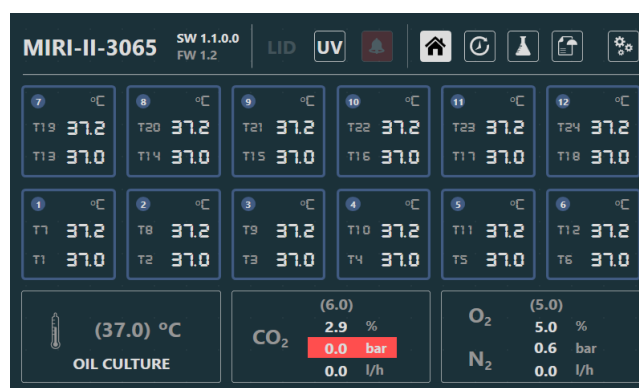 MIRI-II-3065 SW 1.1.0.0 LID UV
FW 1.2
7 °C 8 °C 9 °C 10 °C 11 °C 12 °C
T19 37.2 T20 37.2 T21 37.2 T22 37.2 T23 37.2 T24 37.2
T13 37.0 T14 37.0 T15 37.0 T16 37.0 T17 37.0 T18 37.0
1 °C 2 °C 3 °C 4 °C 5 °C 6 °C
T7 37.2 T8 37.2 T9 37.2 T10 37.2 T11 37.2 T12 37.2
T1 37.0 T2 37.0 T3 37.0 T4 37.0 T5 37.0 T6 37.0
(37.0) °C
OIL CULTURE
(6.0)
CO2 2.9 %
0.0 bar
0.0 l/h
(5.0)
O2 5.0 %
0.6 bar
N2 0.0 l/h